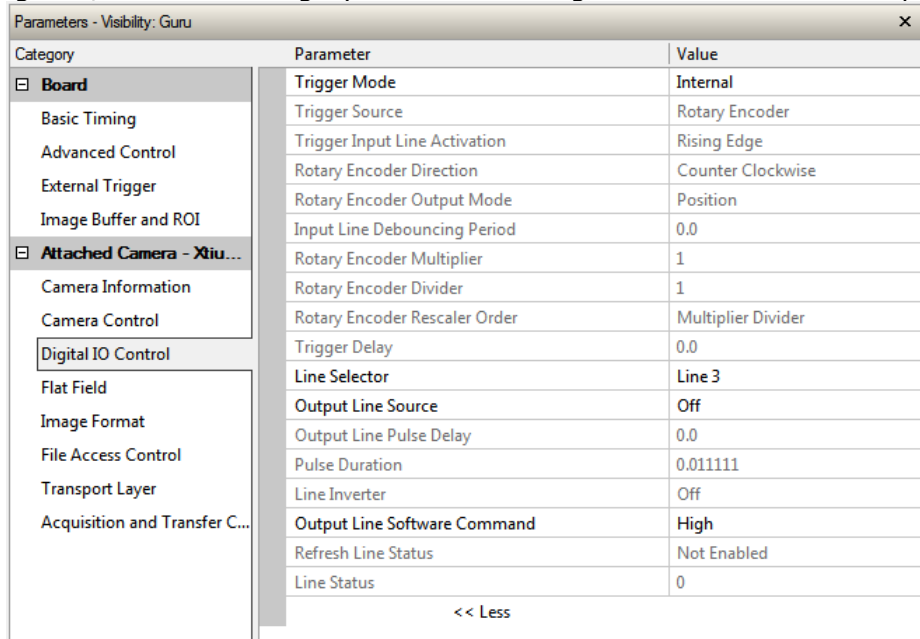 Parameters - Visibility: Guru ×
Category Parameter Value
Board Trigger Mode Internal
Basic Timing Trigger Source Rotary Encoder
Advanced Control Trigger Input Line Activation Rising Edge
External Trigger Rotary Encoder Direction Counter Clockwise
Image Buffer and ROI Rotary Encoder Output Mode Position
Input Line Debouncing Period 0.0
Attached Camera - Xtiu... Rotary Encoder Multiplier 1
Camera Information Rotary Encoder Divider 1
Camera Control Rotary Encoder Rescaler Order Multiplier Divider
Digital IO Control Trigger Delay 0.0
Flat Field Line Selector Line 3
Image Format Output Line Source Off
File Access Control Output Line Pulse Delay 0.0
Transport Layer Pulse Duration 0.011111
Acquisition and Transfer C... Line Inverter Off
Output Line Software Command High
Refresh Line Status Not Enabled
Line Status 0
<< Less